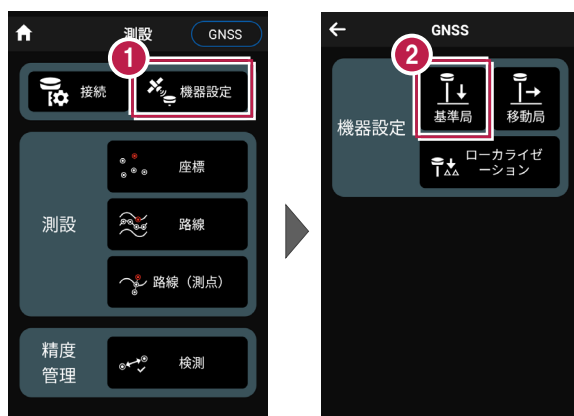 測設
GNSS
1
接続
機器設定
測設
座標
路線
路線（測点）
精度
管理
検測
GNSS
2
機器設定
基準局
移動局
ローカライゼ
ーション